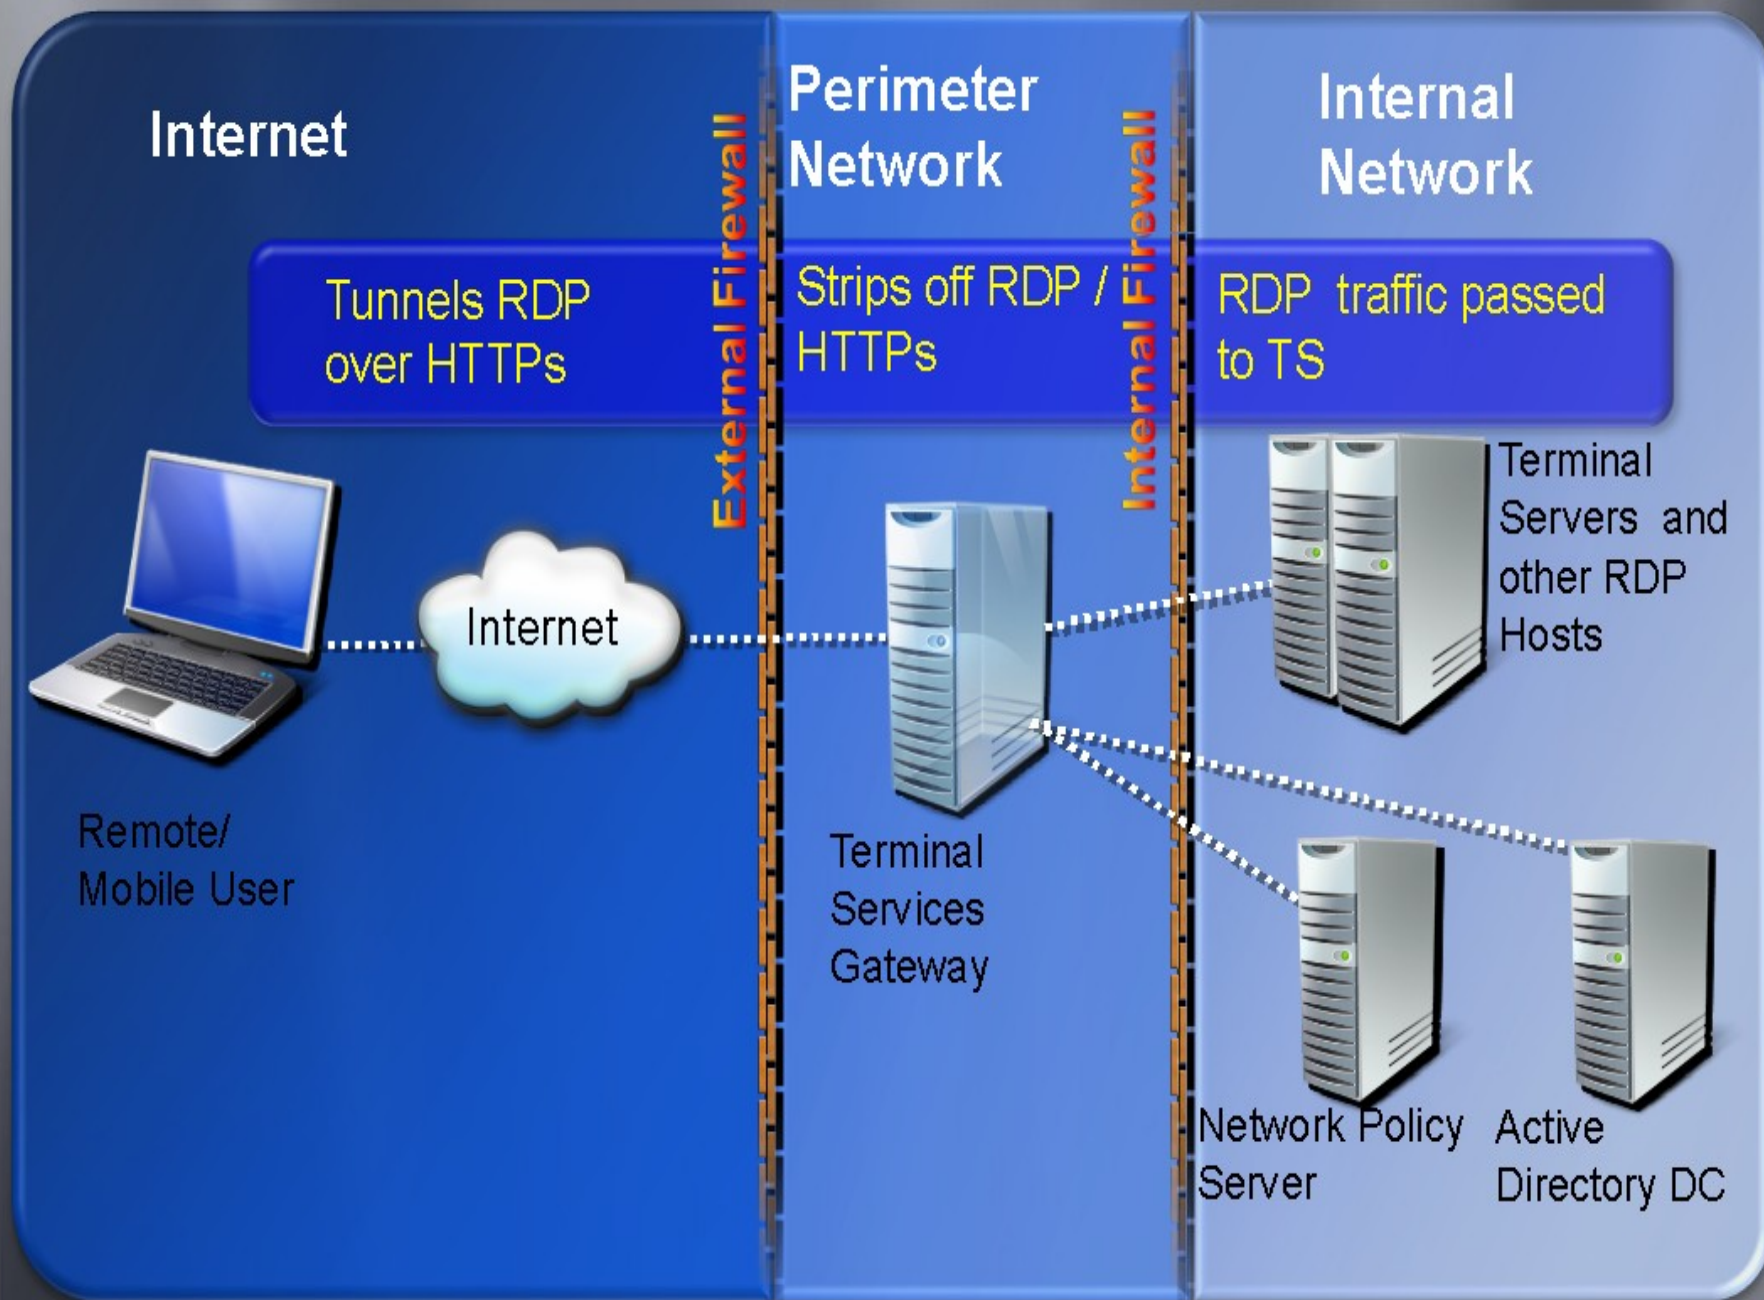 Internet
Perimeter
Network
Internal
Network
External Firewall
Internal Firewall
Tunnels RDP
over HTTPs
Strips off RDP /
HTTPs
RDP traffic passed
to TS
Internet
Remote/
Mobile User
Terminal
Services
Gateway
Terminal
Servers and
other RDP
Hosts
Network Policy
Server
Active
Directory DC